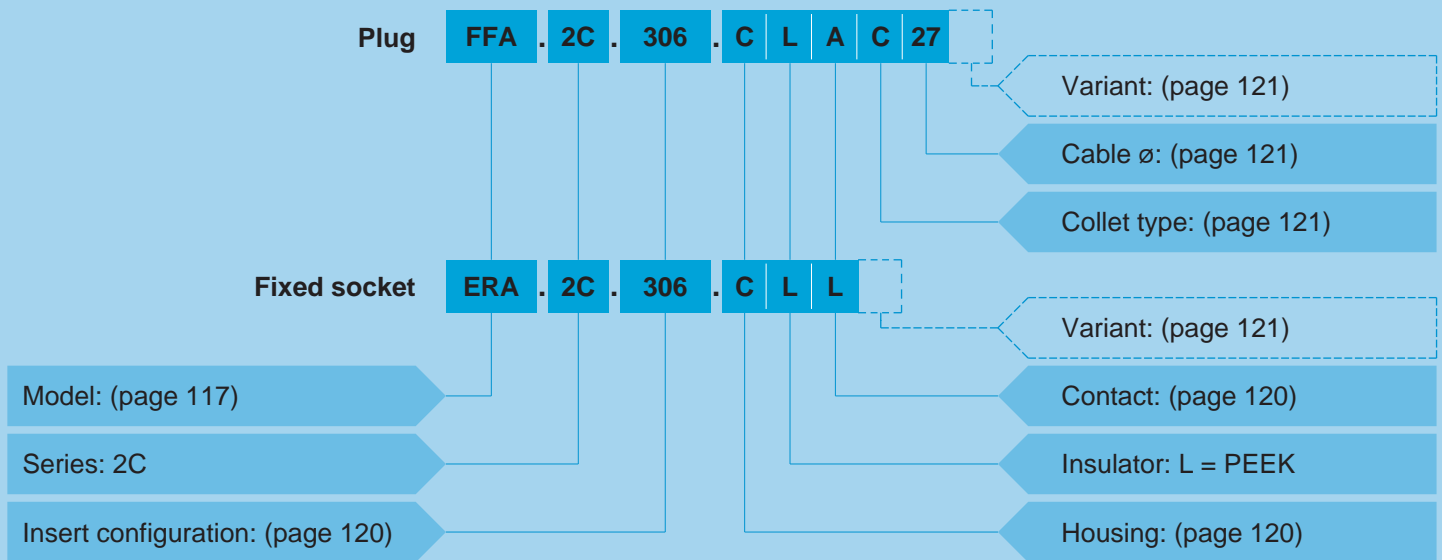 Plug FFA . 2C . 306 . C L A C 27
Variant: (page 121)
Cable ø: (page 121)
Collet type: (page 121)
Fixed socket ERA . 2C . 306 . C L L
Variant: (page 121)
Model: (page 117)
Contact: (page 120)
Series: 2C
Insulator: L = PEEK
Insert configuration: (page 120)
Housing: (page 120)